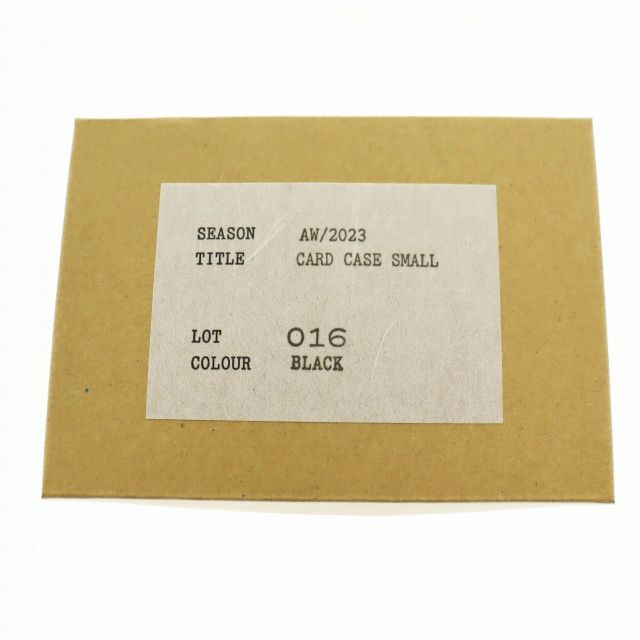 SEASON AW/2023
TITLE CARD CASE SMALL
LOT 016
COLOUR BLACK